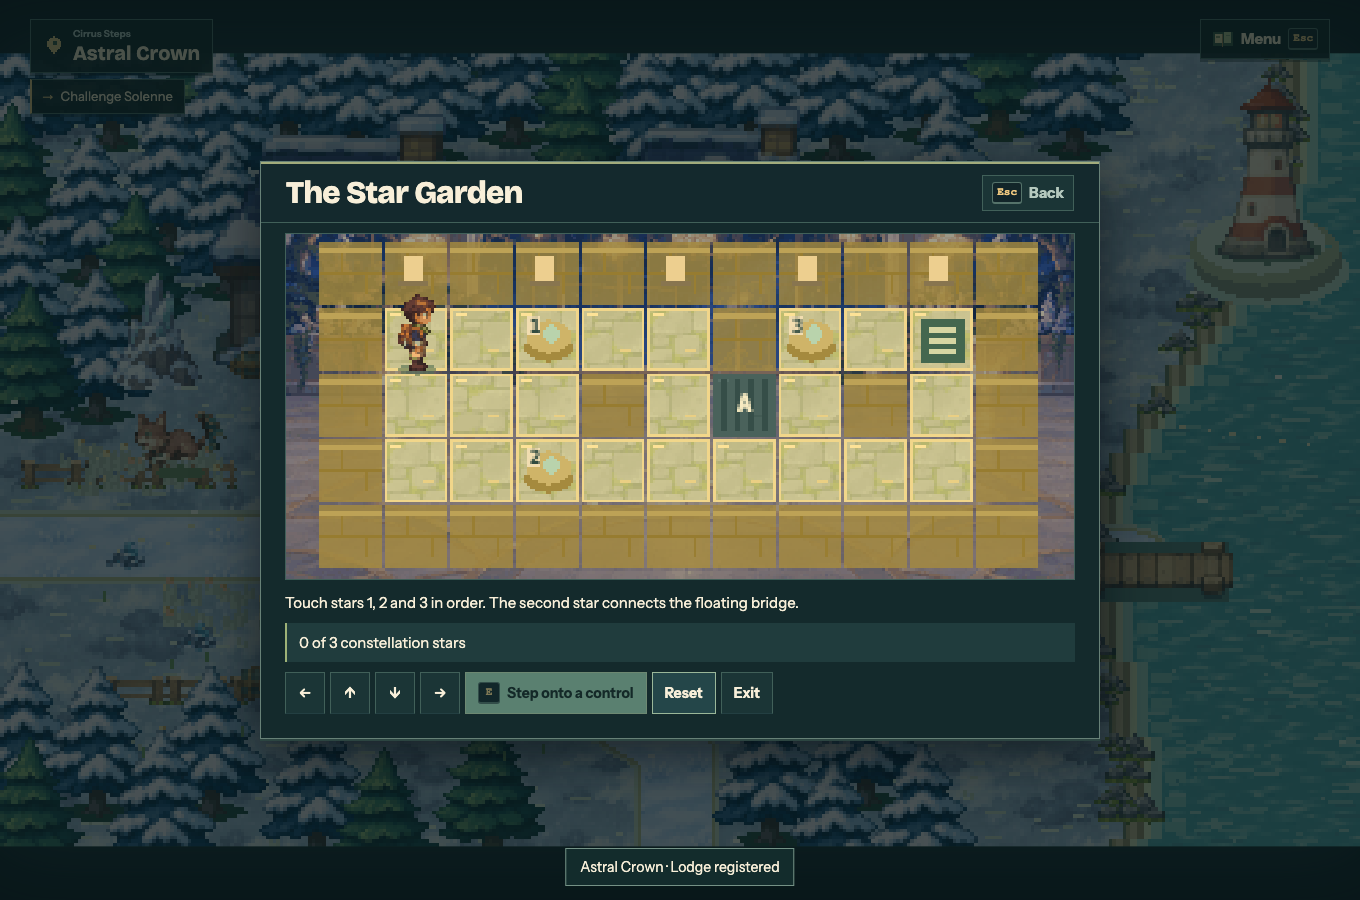 Cirrus Steps
Astral Crown
→ Challenge Solenne
Menu Esc
The Star Garden
Esc Back
1
3
A
2
Touch stars 1, 2 and 3 in order. The second star connects the floating bridge.
0 of 3 constellation stars
← ↑ ↓ → E Step onto a control Reset Exit
Astral Crown · Lodge registered